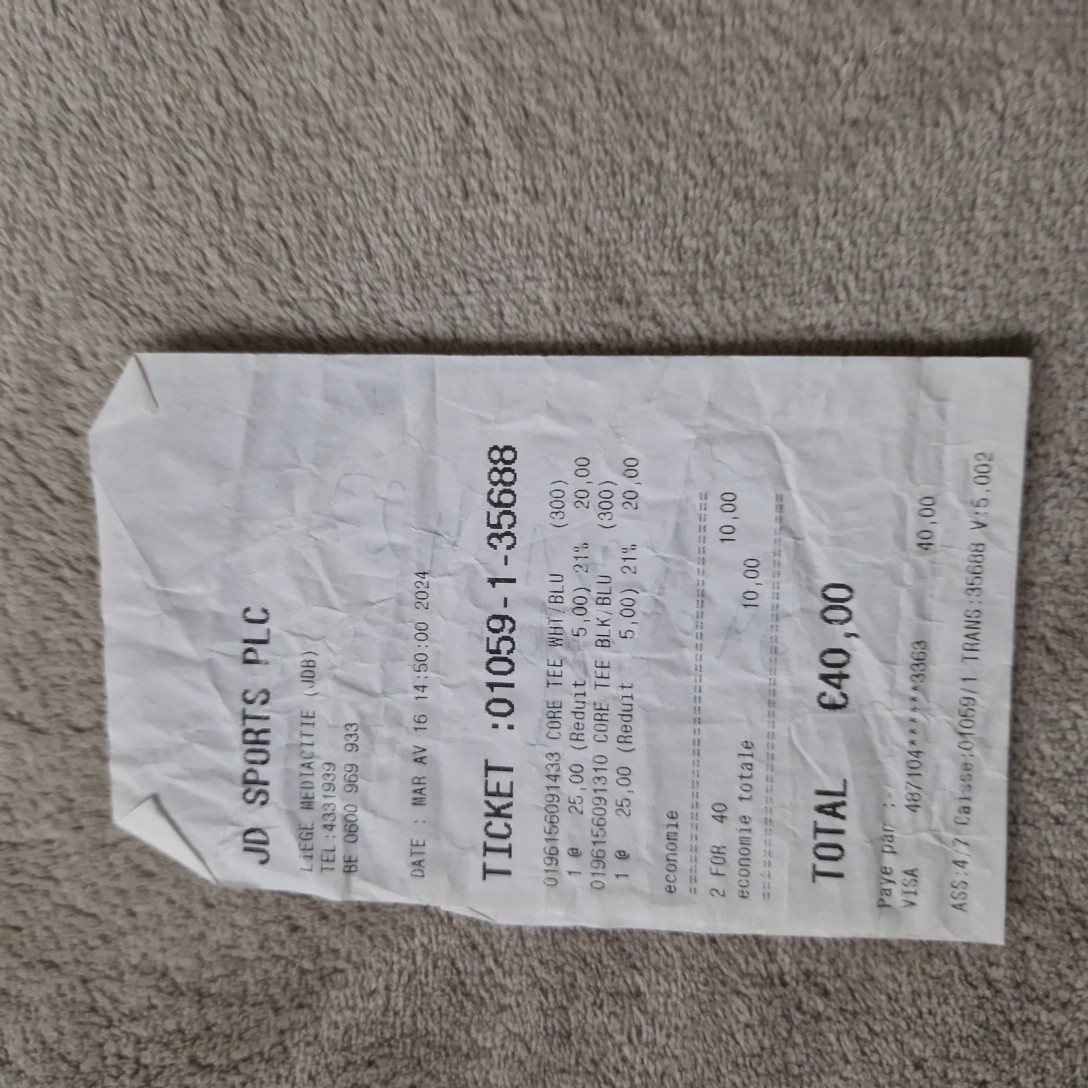 JD SPORTS PLC
LIEGE MEDIACITIE (JDB)
TEL:4331939
BE 0600 969 933
DATE : MAR AV 16 14:50:00 2024
TICKET :01059-1-35688
0196156091433 CORE TEE WHT/BLU (300)
1 @ 25,00 (Reduit 5,00) 21% 20,00
0196156091310 CORE TEE BLK/BLU (300)
1 @ 25,00 (Reduit 5,00) 21% 20,00
economie
==============================
2 FOR 40 10,00
economie totale 10,00
==============================
TOTAL €40,00
Paye par :-
VISA 487104******3363 40,00
ASS:4,7 Caisse:01059/1 TRANS:35688 V:5.002